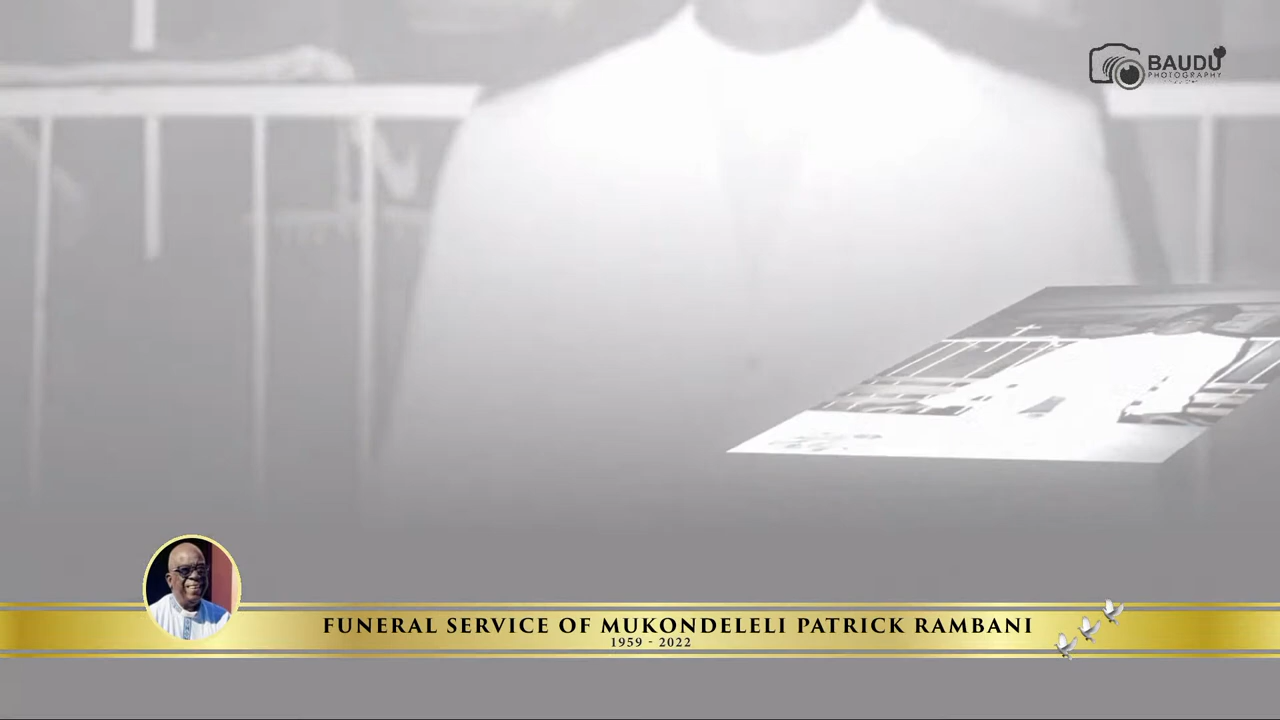 BAUDU
PHOTOGRAPHY
FUNERAL SERVICE OF MUKONDELELI PATRICK RAMBANI
1959 - 2022